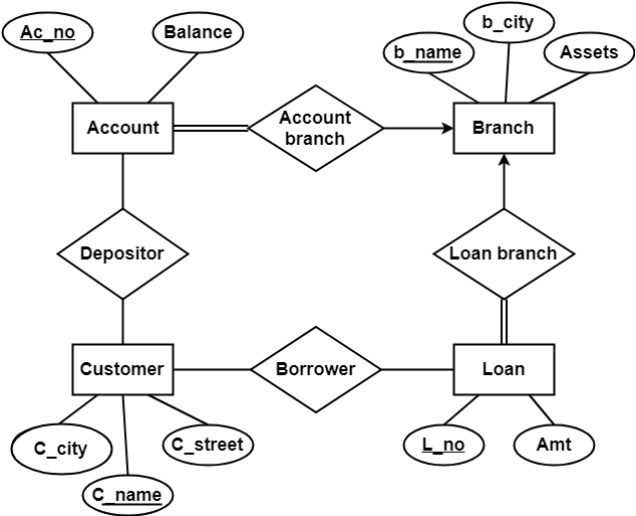 Ac_no
Balance
b_name
b_city
Assets
Account
Account
branch
Branch
Depositor
Loan branch
Customer
Borrower
Loan
C_city
C_name
C_street
L_no
Amt